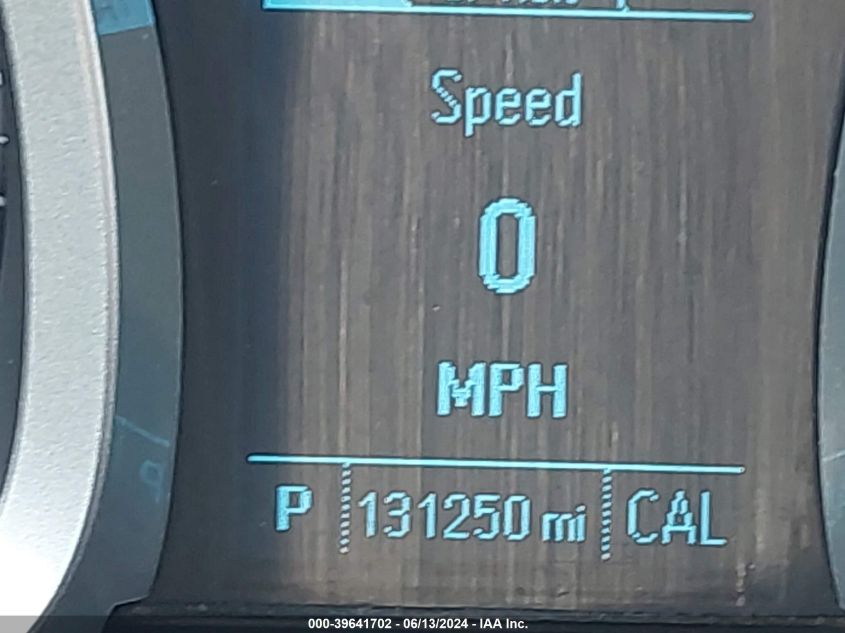 Speed
0
MPH
P 131250 mi CAL
000-39641702 - 06/13/2024 - IAA Inc.